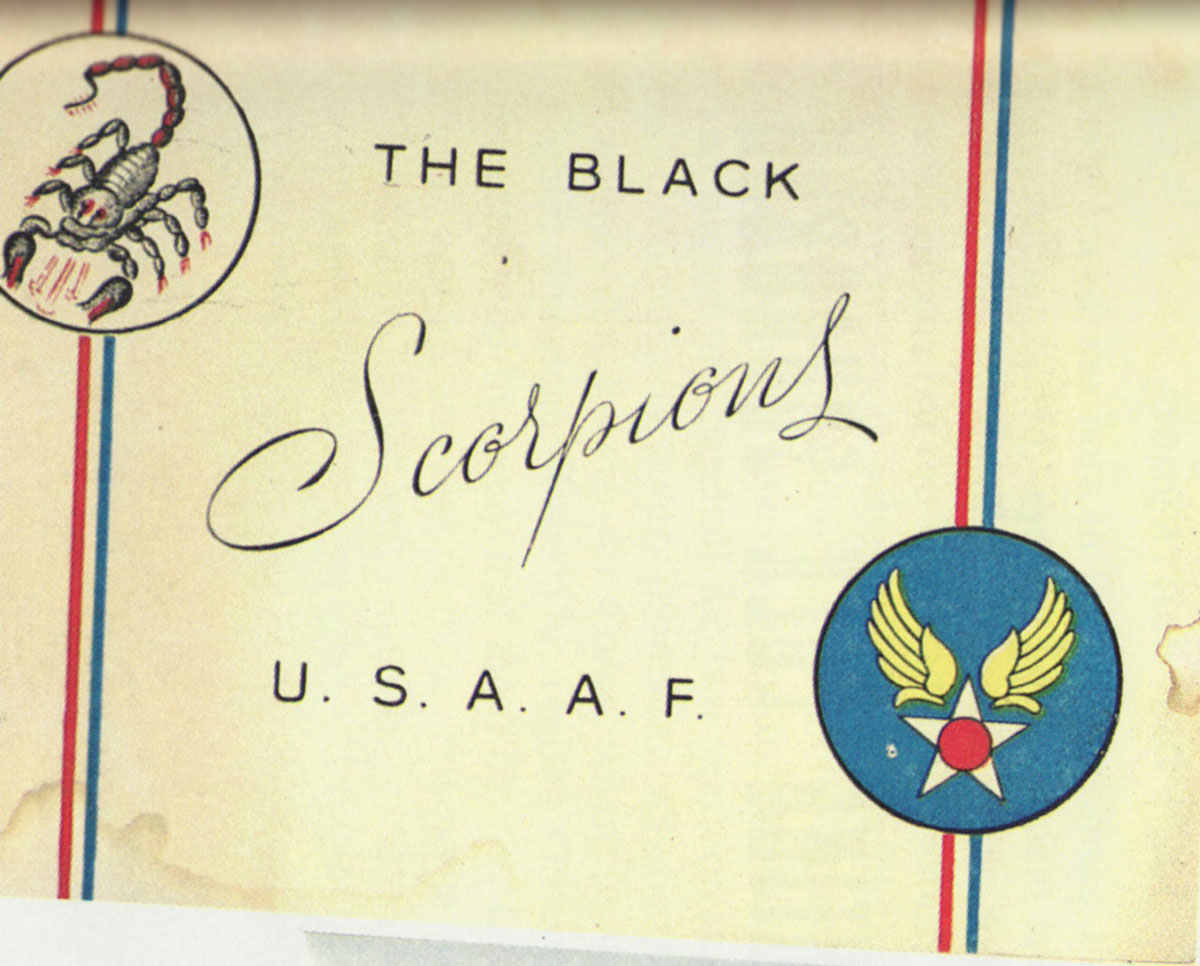 THE BLACK
Scorpions
U. S. A. A. F.